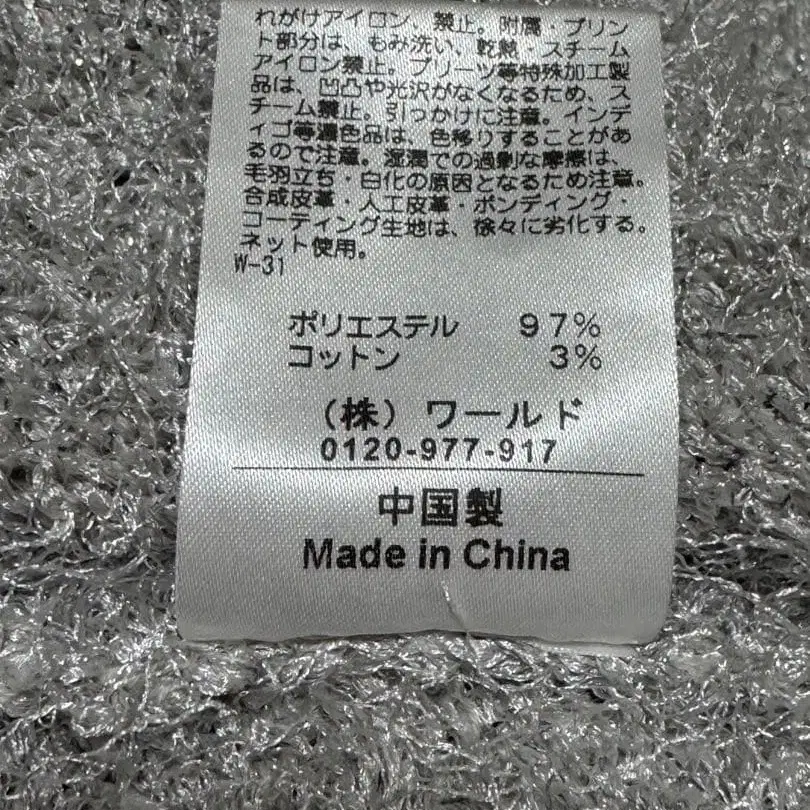 れがけアイロン、禁止。附属・プリン
ト部分は、もみ洗い、乾熱・スチーム
アイロン禁止。プリーツ等特殊加工製
品は、凹凸や光沢がなくなるため、ス
チーム禁止。引っかけに注意。インデ
ィゴ等濃色品は、色移りすることがあ
るので注意。湿潤での過剰な摩擦は、
毛羽立ち・白化の原因となるため注意。
合成皮革・人工皮革・ボンディング・
コーティング生地は、徐々に劣化する。
ネット使用。
W-31
ポリエステル 97%
コットン 3%
(株) ワールド
0120-977-917
中国製
Made in China